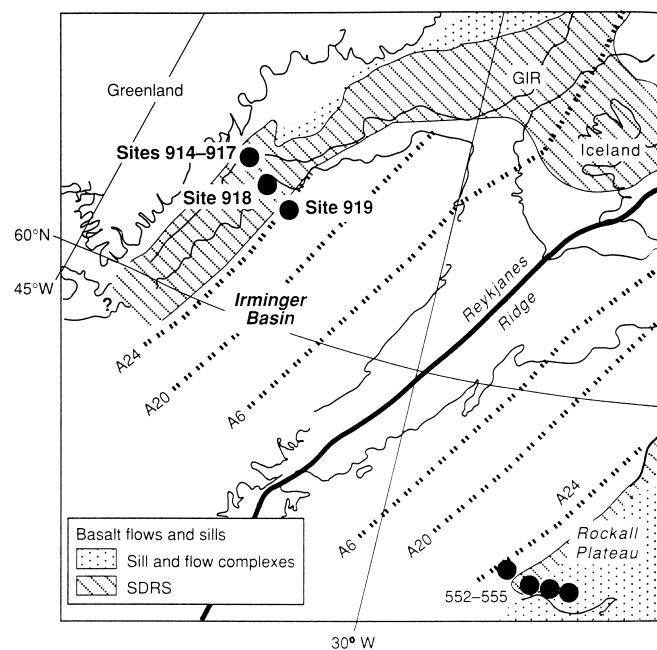 Greenland
GIR
Sites 914–917
Iceland
Site 918
Site 919
60°N
45°W
?
Irminger
Basin
Reykjanes
Ridge
A24
A20
A6
A24
Rockall
Plateau
A6
A20
552–555
Basalt flows and sills
Sill and flow complexes
SDRS
30° W